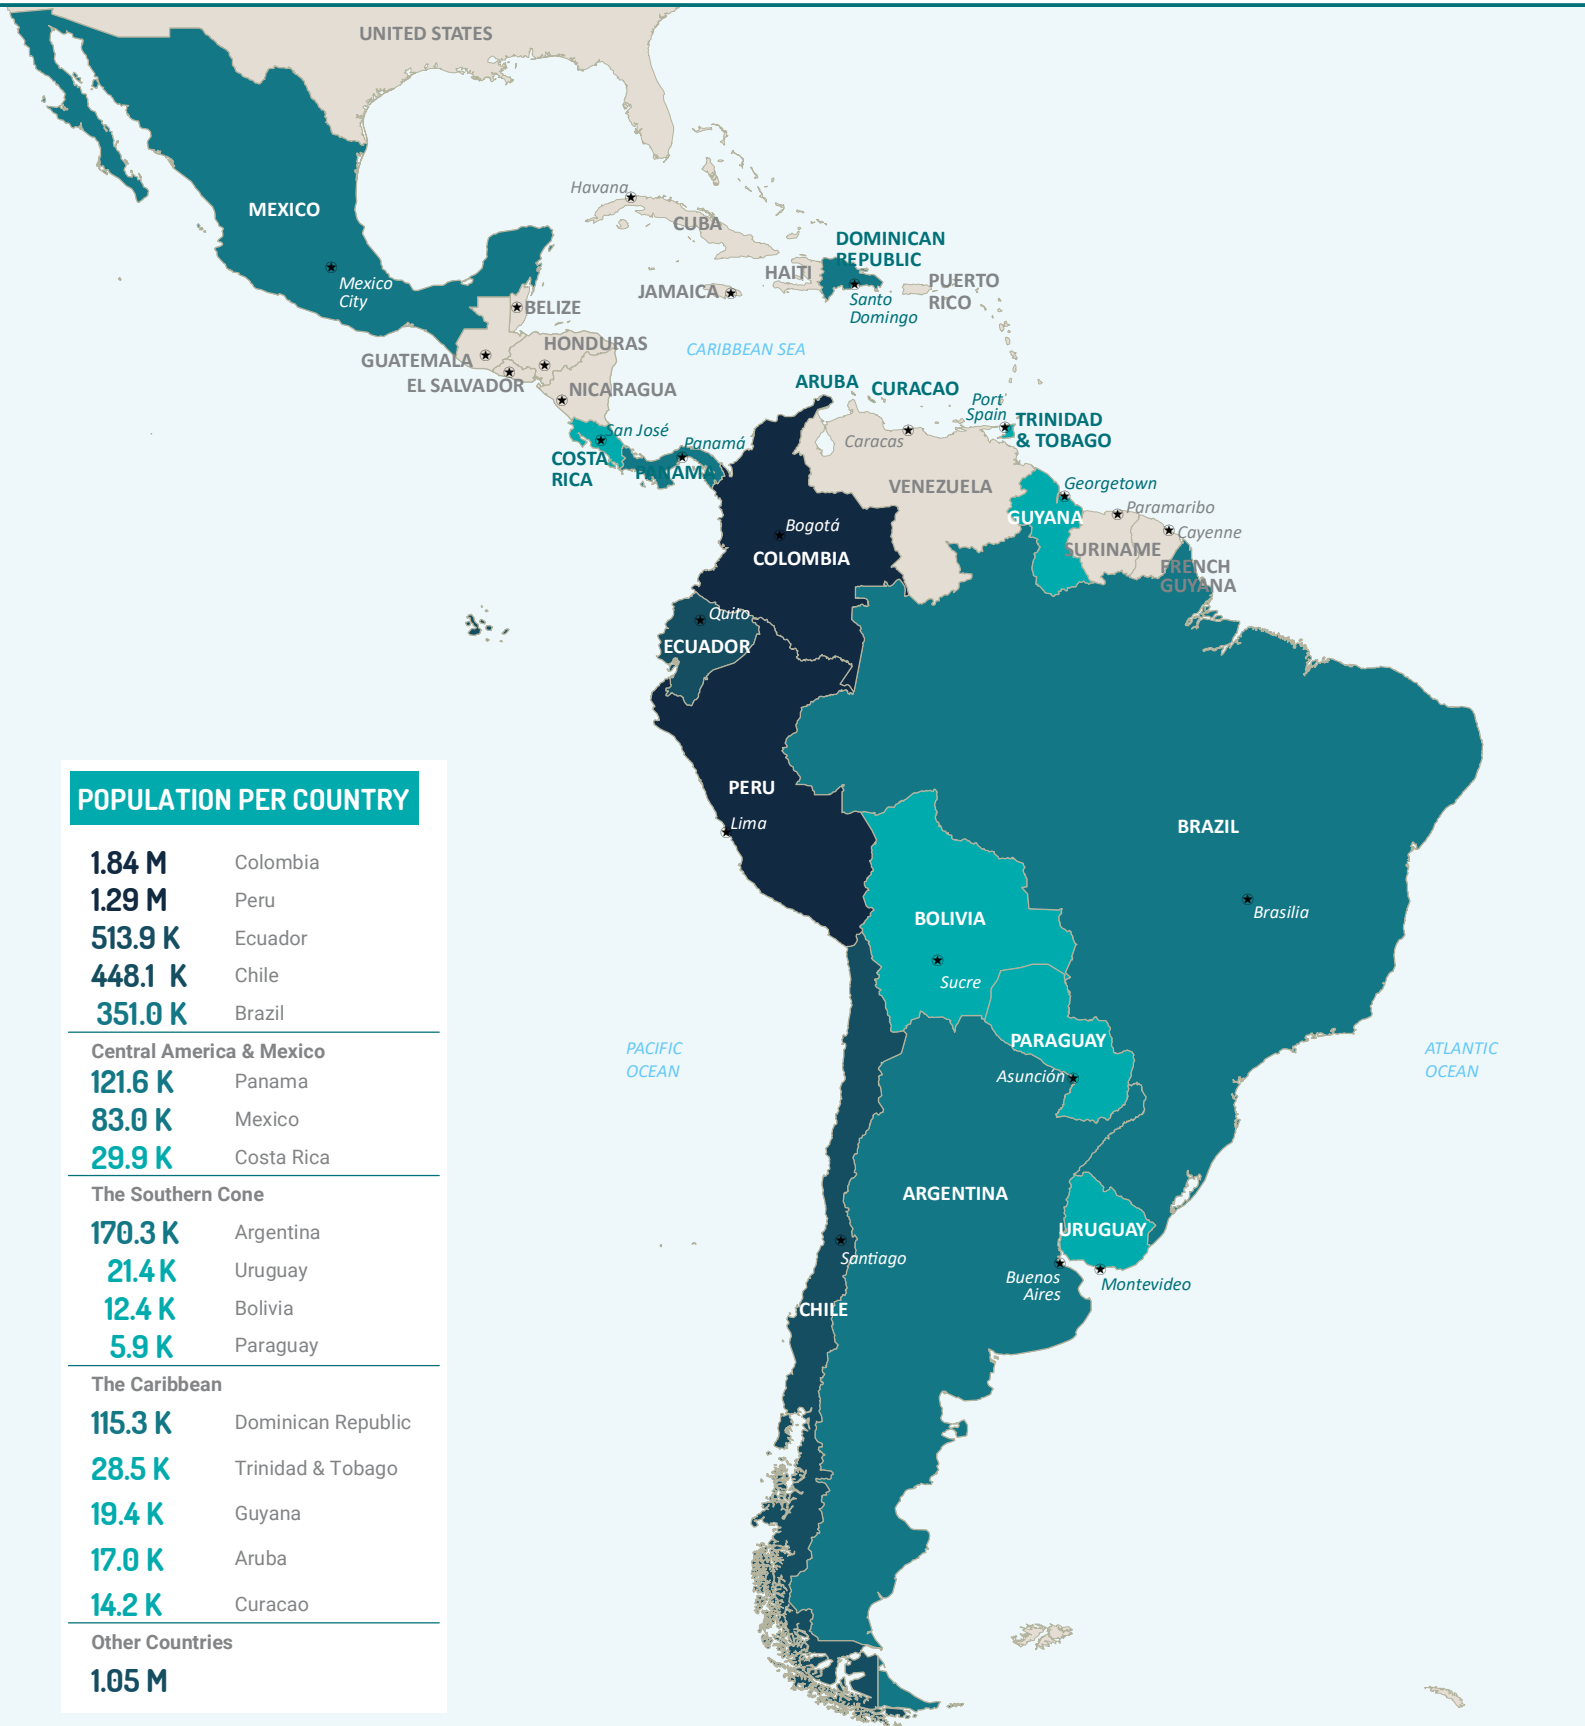 UNITED STATES
MEXICO
Mexico
City
Havana
CUBA
DOMINICAN
REPUBLIC
HAITI
JAMAICA
PUERTO
RICO
Santo
Domingo
BELIZE
HONDURAS
GUATEMALA
EL SALVADOR
NICARAGUA
CARIBBEAN SEA
ARUBA
CURACAO
Port
Spain
TRINIDAD
& TOBAGO
San José
COSTA
RICA
Panamá
PANAMA
Caracas
VENEZUELA
Georgetown
GUYANA
Paramaribo
SURINAME
Cayenne
FRENCH
GUYANA
Bogotá
COLOMBIA
Quito
ECUADOR
PERU
Lima
BRAZIL
Brasilia
BOLIVIA
Sucre
PARAGUAY
Asunción
PACIFIC
OCEAN
ATLANTIC
OCEAN
ARGENTINA
URUGUAY
Santiago
Buenos
Aires
Montevideo
CHILE
POPULATION PER COUNTRY
1.84 M Colombia
1.29 M Peru
513.9 K Ecuador
448.1 K Chile
351.0 K Brazil
Central America & Mexico
121.6 K Panama
83.0 K Mexico
29.9 K Costa Rica
The Southern Cone
170.3 K Argentina
21.4 K Uruguay
12.4 K Bolivia
5.9 K Paraguay
The Caribbean
115.3 K Dominican Republic
28.5 K Trinidad & Tobago
19.4 K Guyana
17.0 K Aruba
14.2 K Curacao
Other Countries
1.05 M